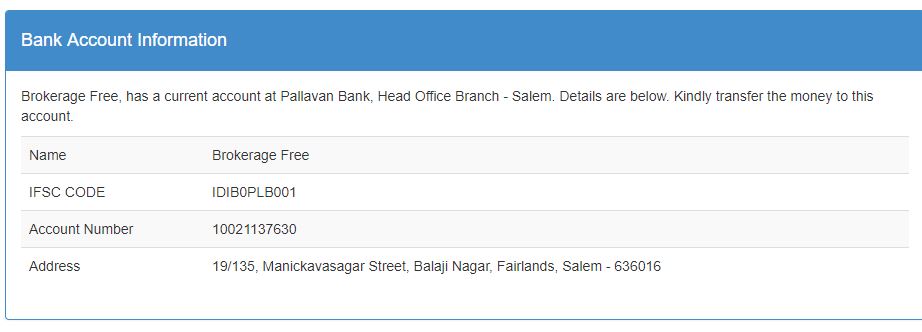 Bank Account Information
Brokerage Free, has a current account at Pallavan Bank, Head Office Branch - Salem. Details are below. Kindly transfer the money to this
account.
Name Brokerage Free
IFSC CODE IDIB0PLB001
Account Number 10021137630
Address 19/135, Manickavasagar Street, Balaji Nagar, Fairlands, Salem - 636016